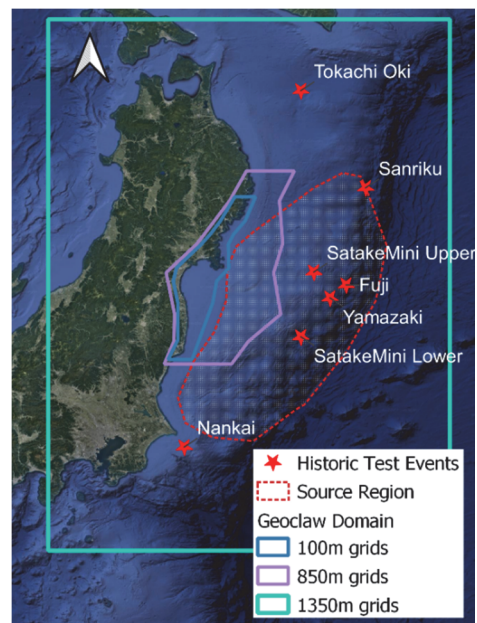 Tokachi Oki
Sanriku
SatakeMini Upper
Fuji
Yamazaki
SatakeMini Lower
Nankai
Historic Test Events
Source Region
Geoclaw Domain
100m grids
850m grids
1350m grids